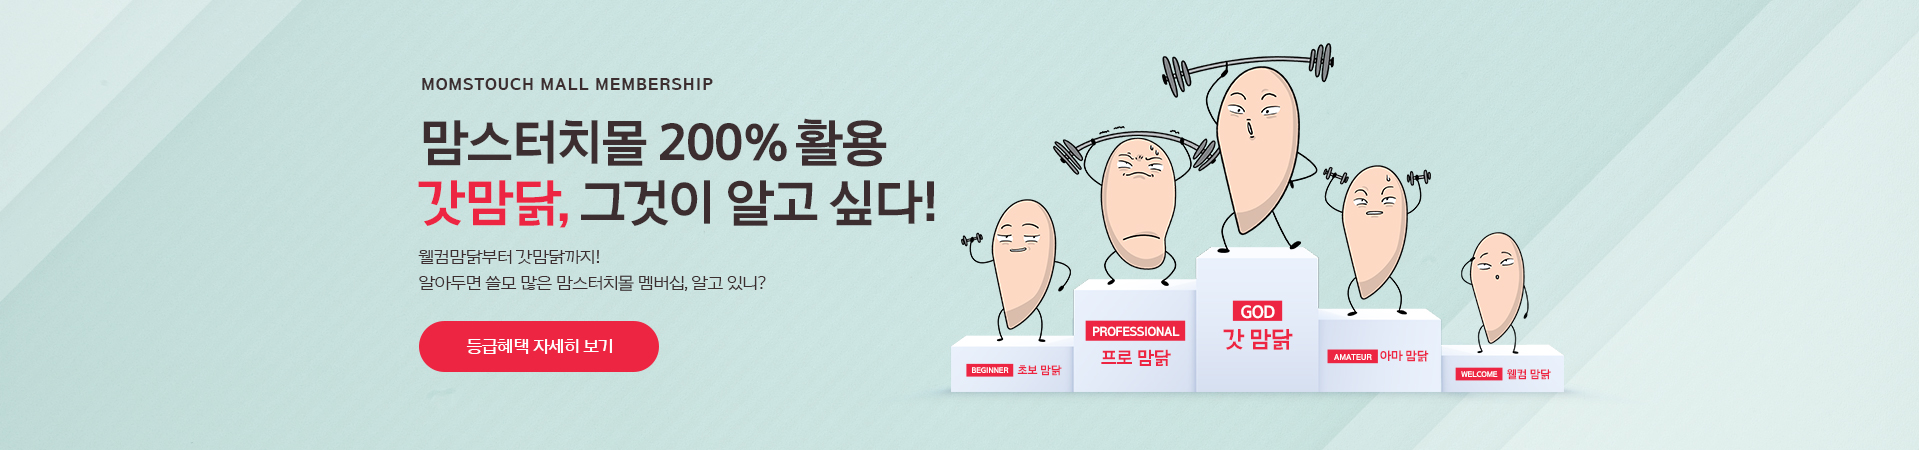 MOMSTOUCH MALL MEMBERSHIP
맘스터치몰 200% 활용
갓맘닭, 그것이 알고 싶다!
웰컴맘닭부터 갓맘닭까지!
알아두면 쓸모 많은 맘스터치몰 멤버십, 알고 있니?
등급혜택 자세히 보기
BEGINNER 초보 맘닭
PROFESSIONAL
프로 맘닭
GOD
갓 맘닭
AMATEUR 아마 맘닭
WELCOME 웰컴 맘닭